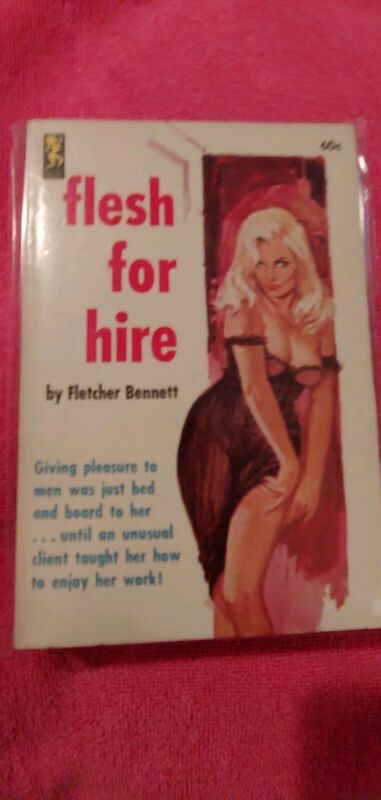 60¢
flesh
for
hire
by Fletcher Bennett
Giving pleasure to
men was just bed
and board to her
... until an unusual
client taught her how
to enjoy her work!